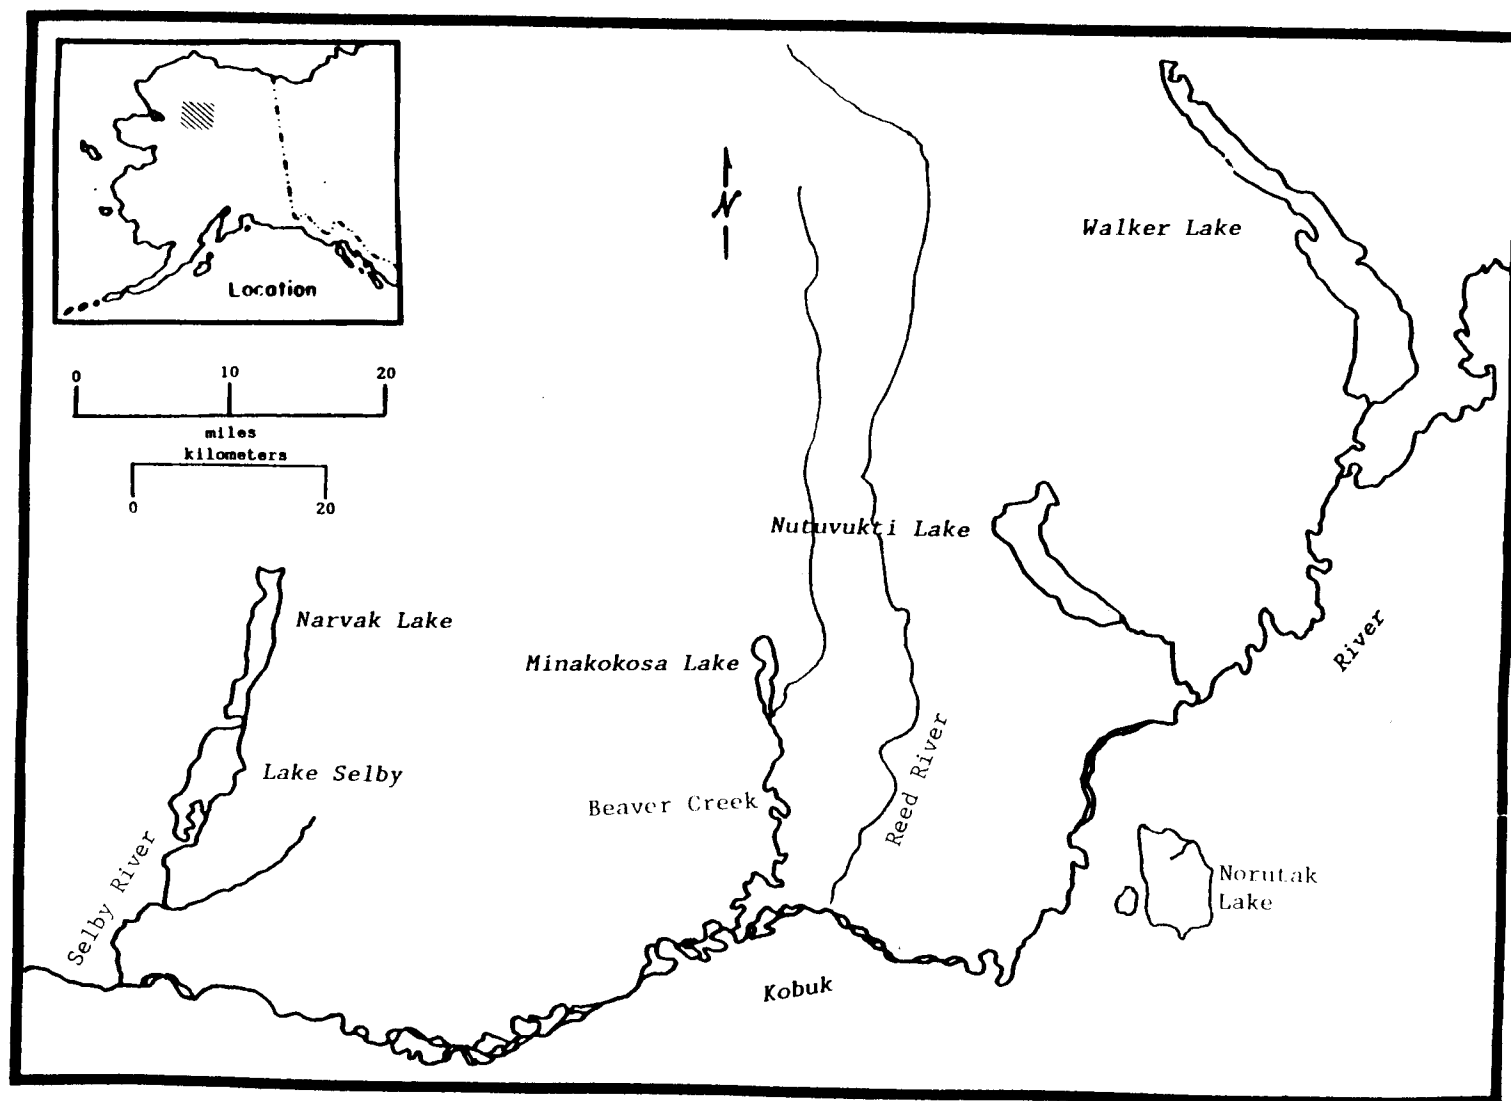 Location
0 10 20
miles
kilometers
0 20
N
Walker Lake
Nutuvukti Lake
Narvak Lake
Minakokosa Lake
Lake Selby
Beaver Creek
Reed River
Selby River
Norutak
Lake
Kobuk
River